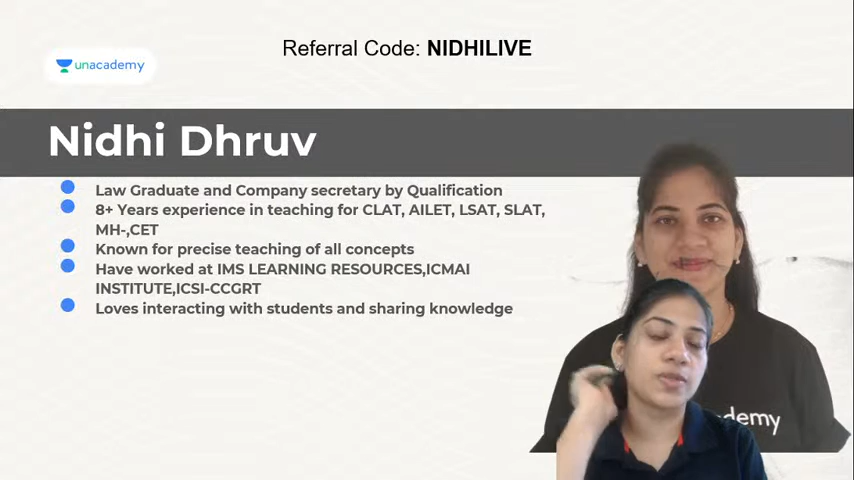 Referral Code: NIDHILIVE
unacademy
Nidhi Dhruv
Law Graduate and Company secretary by Qualification
8+ Years experience in teaching for CLAT, AILET, LSAT, SLAT,
MH-,CET
Known for precise teaching of all concepts
Have worked at IMS LEARNING RESOURCES,ICMAI
INSTITUTE,ICSI-CCGRT
Loves interacting with students and sharing knowledge
demy